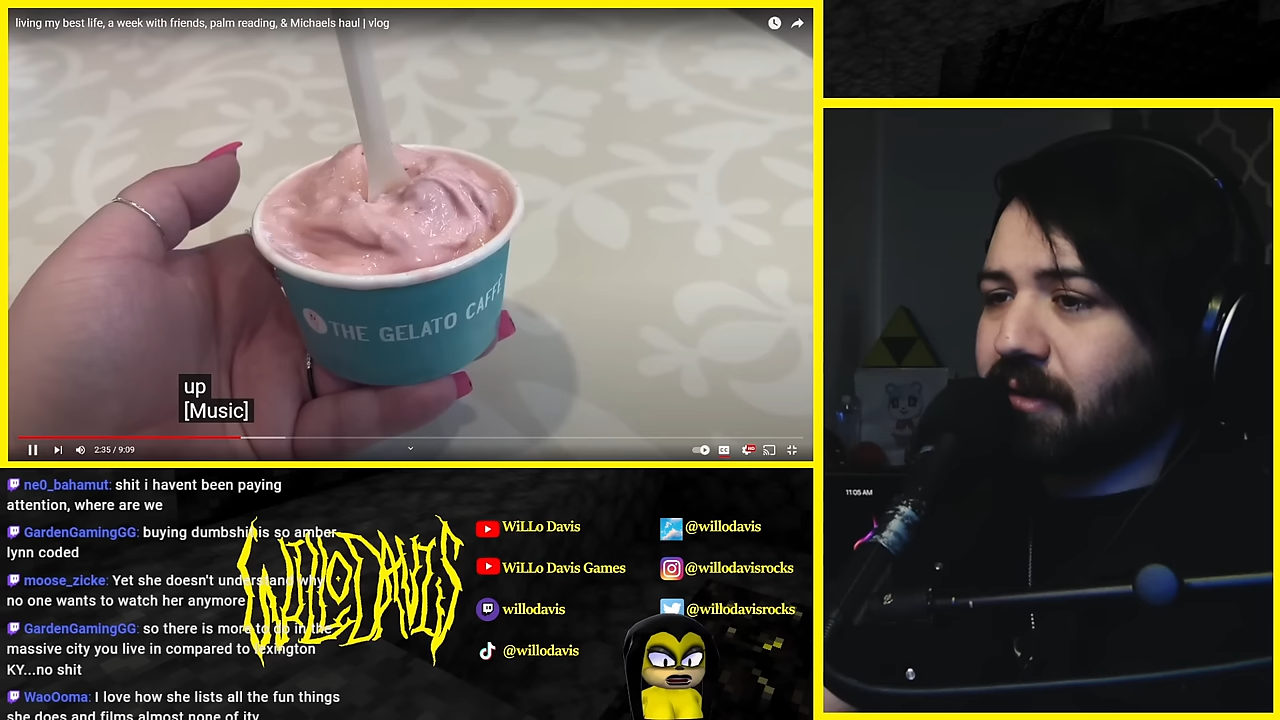 living my best life, a week with friends, palm reading, & Michaels haul | vlog
THE GELATO CAFFÉ
up
[Music]
2:35 / 9:09
CC
HD
11:05 AM
ne0_bahamut: shit i havent been paying
attention, where are we
GardenGamingGG: buying dumbshit is so amber
lynn coded
moose_zicke: Yet she doesn't understand why
no one wants to watch her anymore
GardenGamingGG: so there is more to do in the
massive city you live in compared to lexington
KY...no shit
WaoOoma: I love how she lists all the fun things
she does and films almost none of it
WILLO DAVIS
WiLLo Davis
WiLLo Davis Games
willodavis
@willodavis
@willodavis
@willodavisrocks
@willodavisrocks